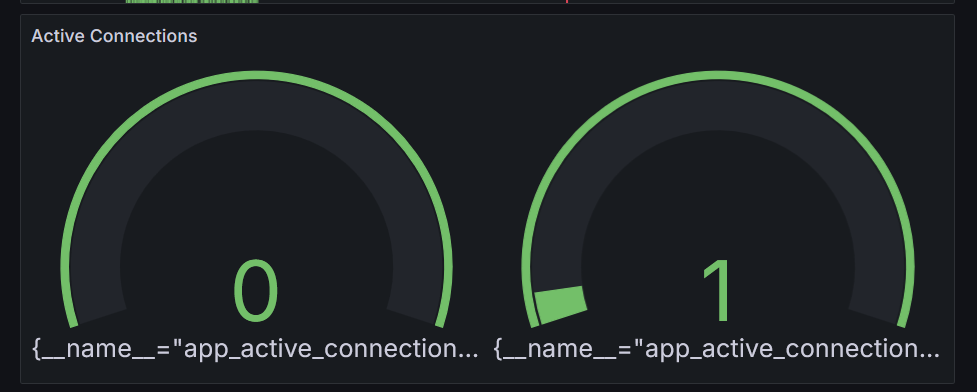 Active Connections
0
1
{__name__="app_active_connection...
{__name__="app_active_connection...